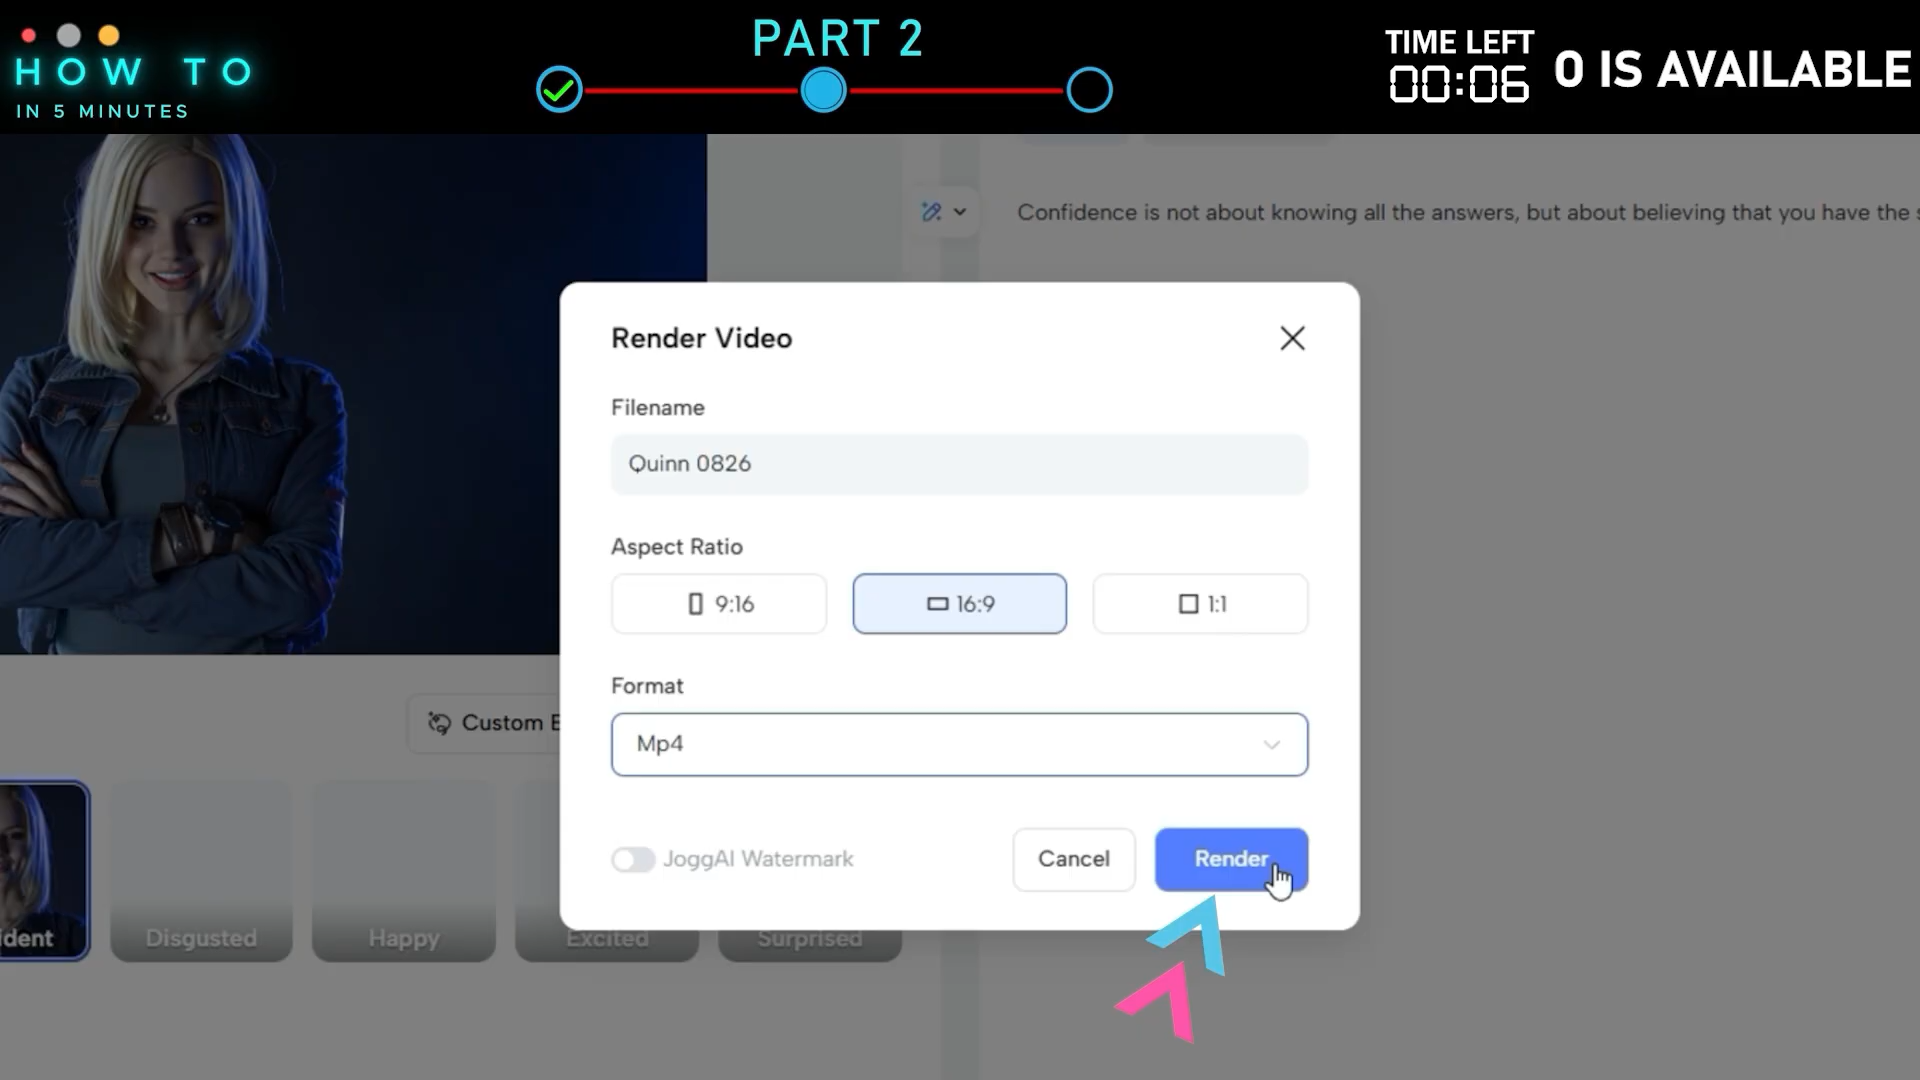 HOW TO
IN 5 MINUTES
PART 2
TIME LEFT
00:06
0 IS AVAILABLE
Confidence is not about knowing all the answers, but about believing that you have the
Render Video
Filename
Quinn 0826
Aspect Ratio
9:16
16:9
1:1
Format
Mp4
Custom
JoggAI Watermark
Cancel
Render
ident
Disgusted
Happy
Excited
Surprised